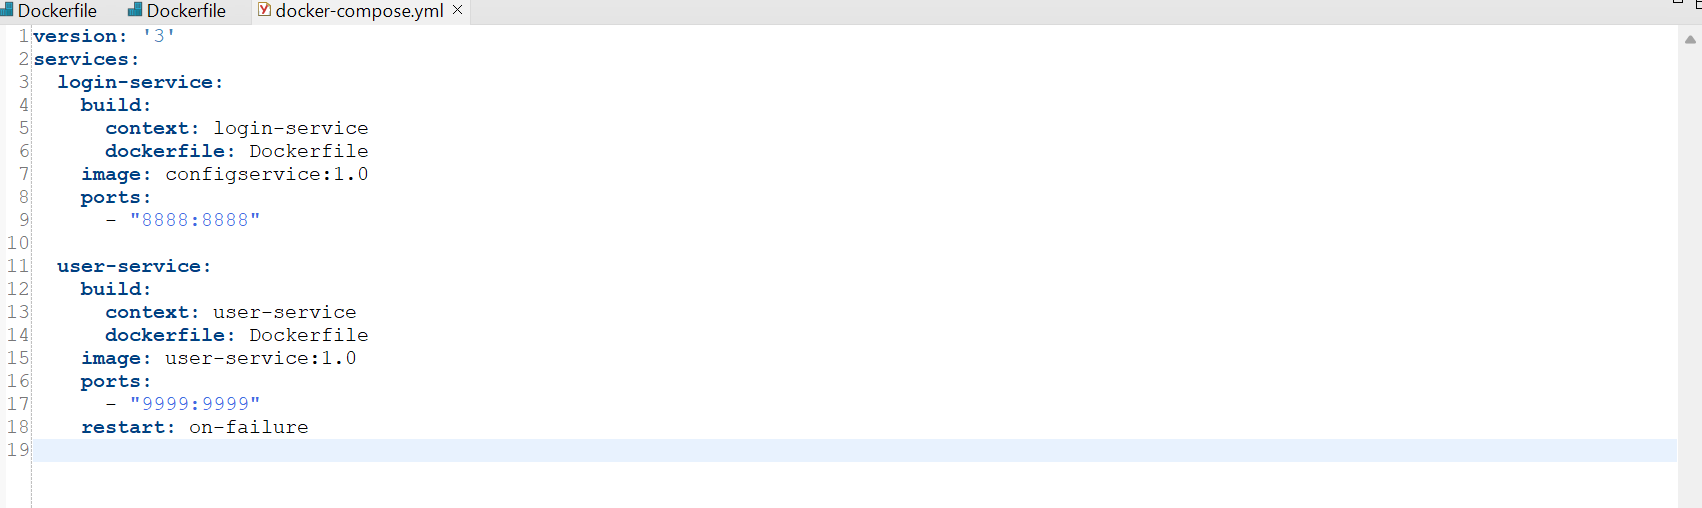 Dockerfile Dockerfile docker-compose.yml
1 version: '3'
2 services:
3   login-service:
4     build:
5       context: login-service
6       dockerfile: Dockerfile
7     image: configservice:1.0
8     ports:
9       - "8888:8888"
10
11   user-service:
12     build:
13       context: user-service
14       dockerfile: Dockerfile
15     image: user-service:1.0
16     ports:
17       - "9999:9999"
18     restart: on-failure
19